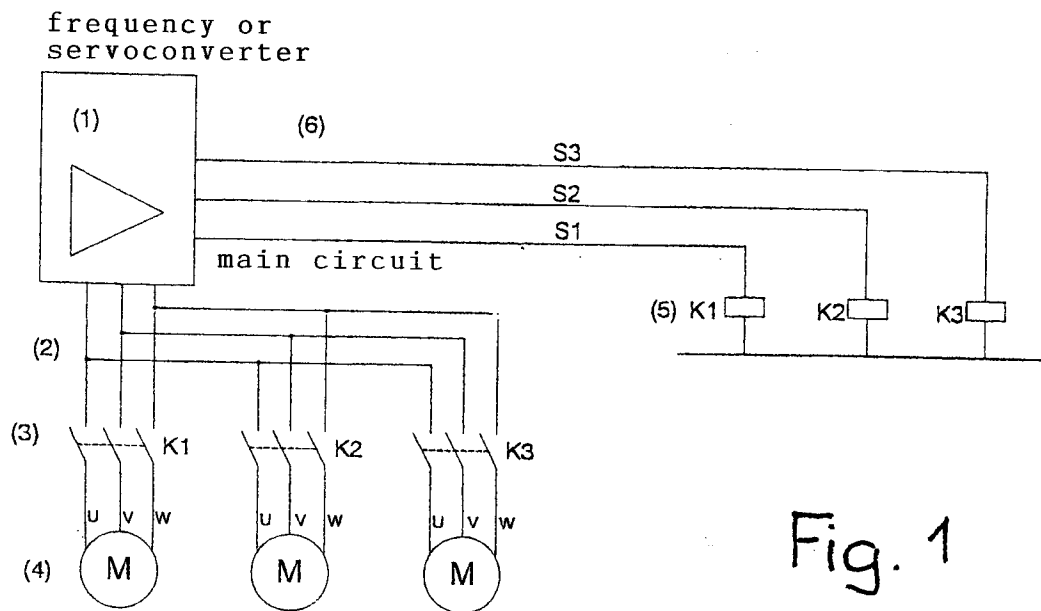 frequency or
servoconverter
(1)
(6)
S3
S2
S1
main circuit
(5) K1 K2 K3
(2)
(3) K1 K2 K3
u v w u v w u v w
(4) M M M
Fig. 1